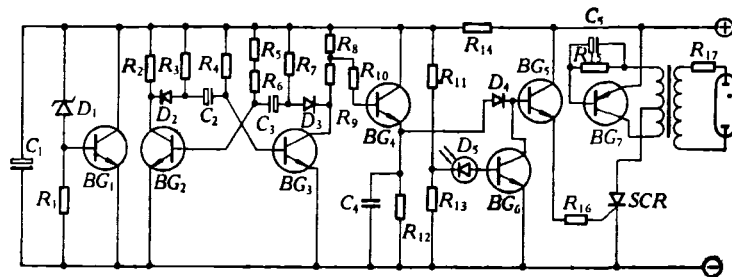 C5
R14
R15
R17
R2 R3 R4 R5 R7 R8
R6
R10
R11
D4
BG5
D1
D2 C2 C3 D3 R9
BG4
BG7
C1
BG1 BG2 BG3
D5
R1
C4
R12
R13
BG6
R16
SCR